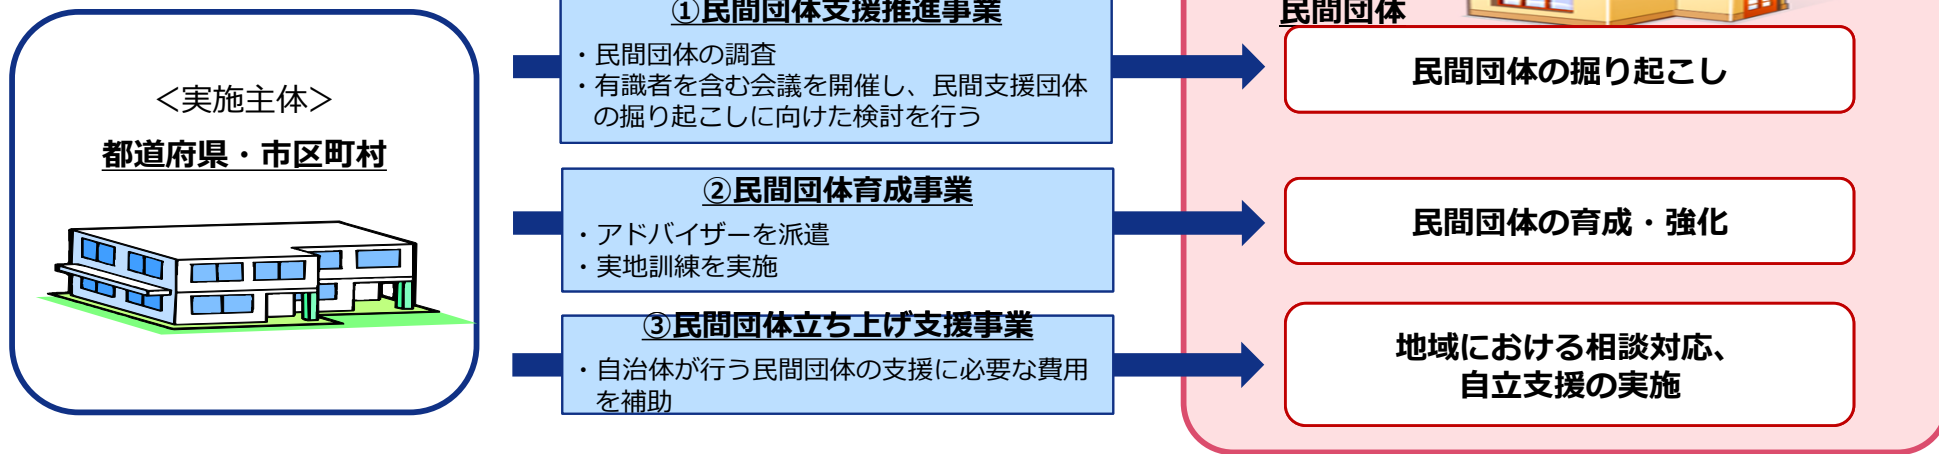 ＜実施主体＞
都道府県・市区町村
①民間団体支援推進事業
・民間団体の調査
・有識者を含む会議を開催し、民間支援団体
の掘り起こしに向けた検討を行う
②民間団体育成事業
・アドバイザーを派遣
・実地訓練を実施
③民間団体立ち上げ支援事業
・自治体が行う民間団体の支援に必要な費用
を補助
民間団体
民間団体の掘り起こし
民間団体の育成・強化
地域における相談対応、
自立支援の実施